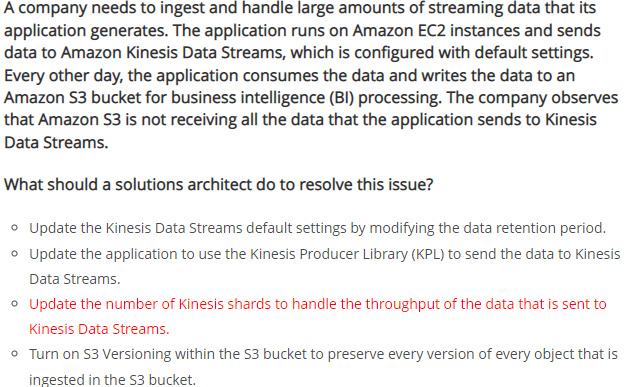 A company needs to ingest and handle large amounts of streaming data that its
application generates. The application runs on Amazon EC2 instances and sends
data to Amazon Kinesis Data Streams, which is configured with default settings.
Every other day, the application consumes the data and writes the data to an
Amazon S3 bucket for business intelligence (BI) processing. The company observes
that Amazon S3 is not receiving all the data that the application sends to Kinesis
Data Streams.
What should a solutions architect do to resolve this issue?
Update the Kinesis Data Streams default settings by modifying the data retention period.
Update the application to use the Kinesis Producer Library (KPL) to send the data to Kinesis
Data Streams.
Update the number of Kinesis shards to handle the throughput of the data that is sent to
Kinesis Data Streams.
Turn on S3 Versioning within the S3 bucket to preserve every version of every object that is
ingested in the S3 bucket.